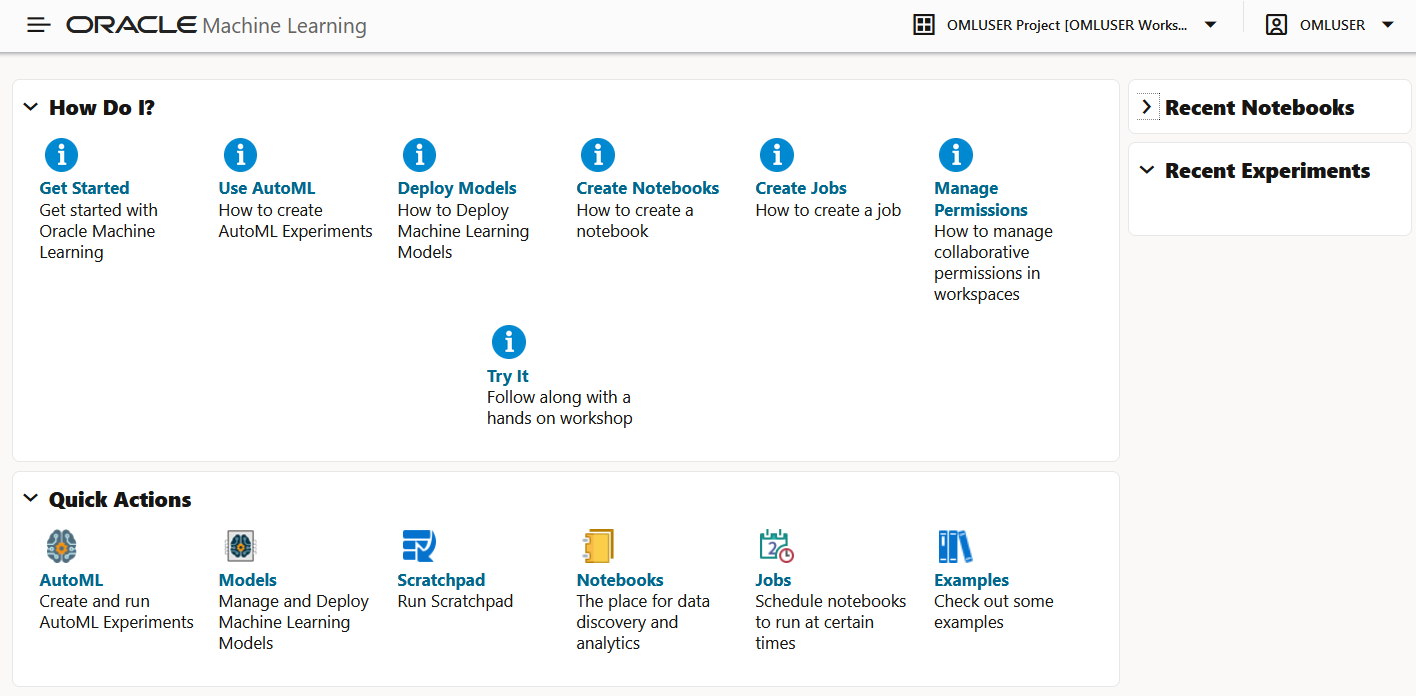 ORACLE Machine Learning
OMLUSER Project [OMLUSER Works...
OMLUSER
How Do I?
Get Started
Get started with
Oracle Machine
Learning
Use AutoML
How to create
AutoML Experiments
Deploy Models
How to Deploy
Machine Learning
Models
Create Notebooks
How to create a
notebook
Create Jobs
How to create a job
Manage
Permissions
How to manage
collaborative
permissions in
workspaces
Try It
Follow along with a
hands on workshop
Quick Actions
AutoML
Create and run
AutoML Experiments
Models
Manage and Deploy
Machine Learning
Models
Scratchpad
Run Scratchpad
Notebooks
The place for data
discovery and
analytics
2
Jobs
Schedule notebooks
to run at certain
times
Examples
Check out some
examples
Recent Notebooks
Recent Experiments